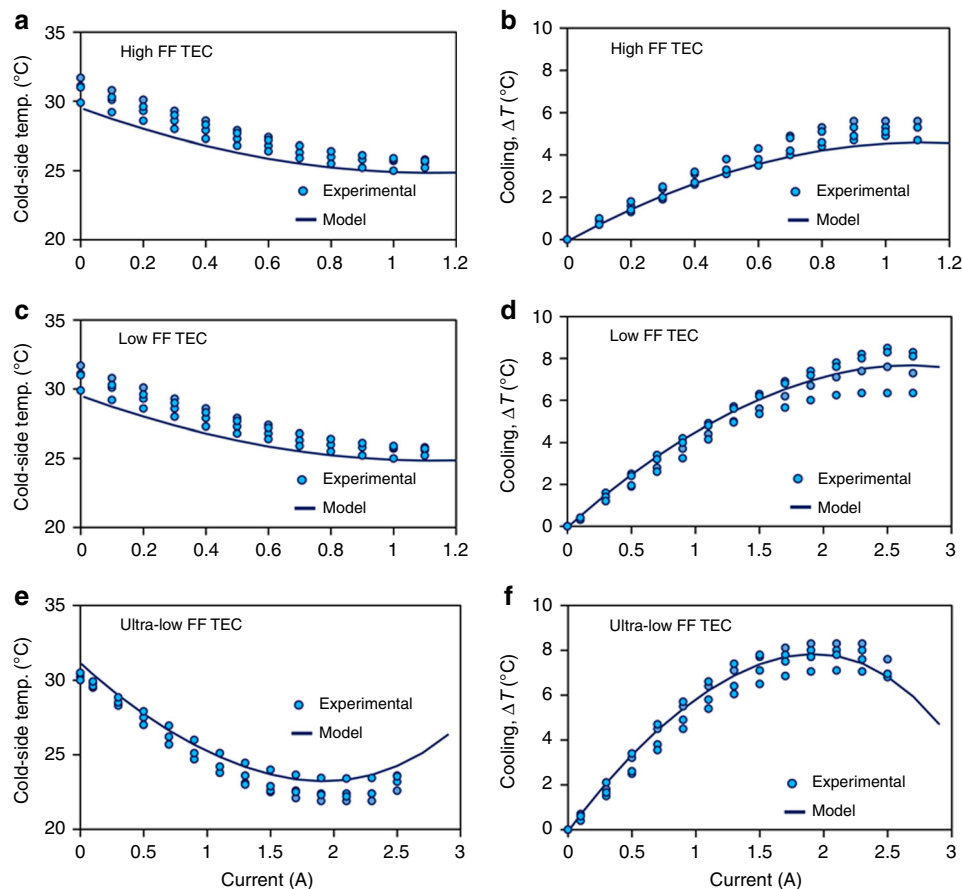 a
High FF TEC
Cold-side temp. (°C)
35
30
25
20
Experimental
Model
0 0.2 0.4 0.6 0.8 1 1.2
b
High FF TEC
Cooling, ΔT (°C)
10
8
6
4
2
0
Experimental
Model
0 0.2 0.4 0.6 0.8 1 1.2
c
Low FF TEC
Cold-side temp. (°C)
35
30
25
20
Experimental
Model
0 0.2 0.4 0.6 0.8 1 1.2
d
Low FF TEC
Cooling, ΔT (°C)
10
8
6
4
2
0
Experimental
Model
0 0.5 1 1.5 2 2.5 3
e
Ultra-low FF TEC
Cold-side temp. (°C)
35
30
25
20
Experimental
Model
0 0.5 1 1.5 2 2.5 3
Current (A)
f
Ultra-low FF TEC
Cooling, ΔT (°C)
10
8
6
4
2
0
Experimental
Model
0 0.5 1 1.5 2 2.5 3
Current (A)